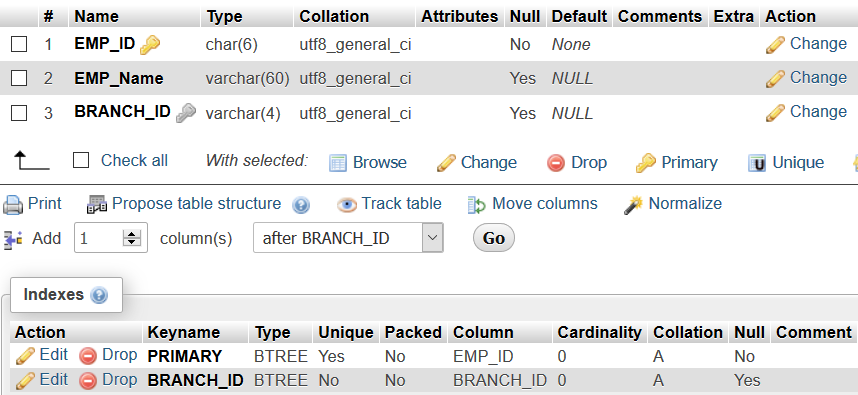 # Name Type Collation Attributes Null Default Comments Extra Action
1 EMP_ID char(6) utf8_general_ci No None Change
2 EMP_Name varchar(60) utf8_general_ci Yes NULL Change
3 BRANCH_ID varchar(4) utf8_general_ci Yes NULL Change
Check all With selected: Browse Change Drop Primary U Unique
Print Propose table structure Track table Move columns Normalize
Add 1 column(s) after BRANCH_ID Go
Indexes
Action Keyname Type Unique Packed Column Cardinality Collation Null Comment
Edit Drop PRIMARY BTREE Yes No EMP_ID 0 A No
Edit Drop BRANCH_ID BTREE No No BRANCH_ID 0 A Yes